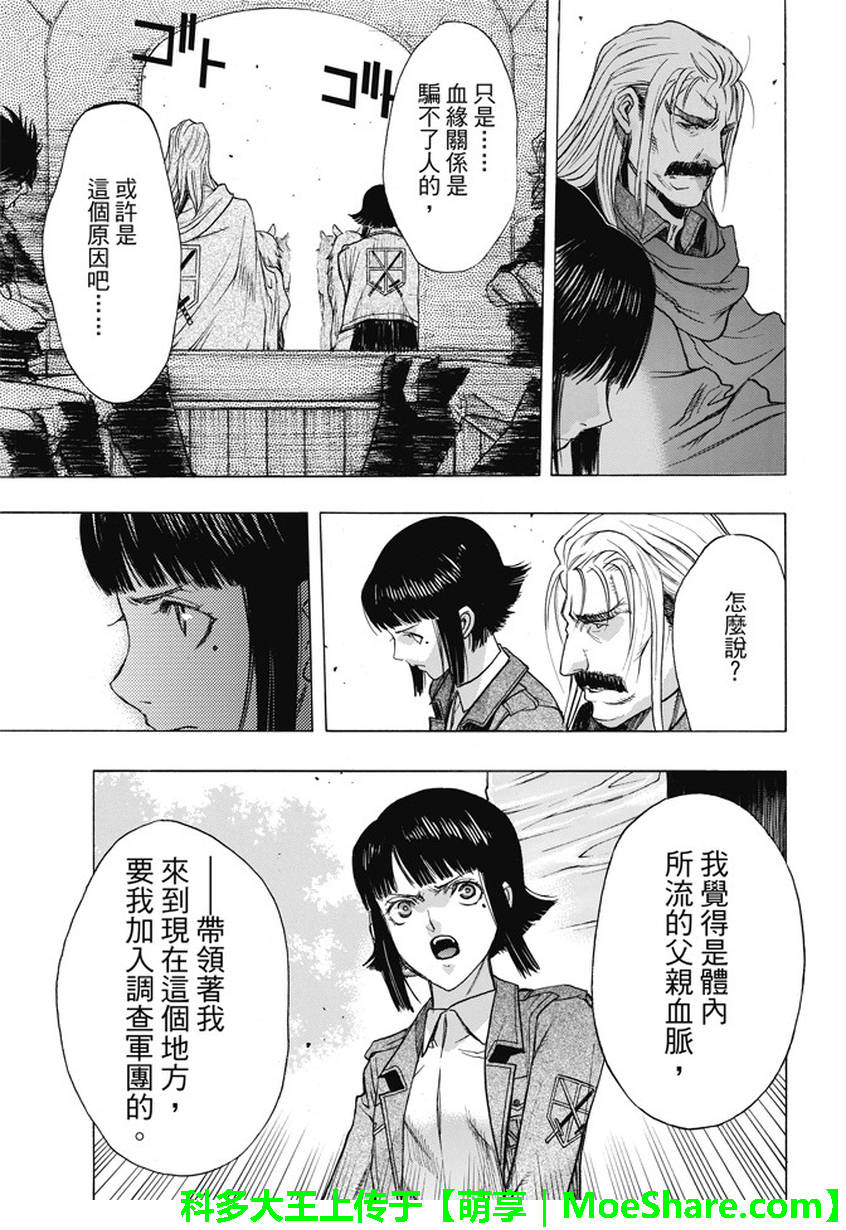 只是……
血緣關係是
騙不了人的，
ゴト
ゴト
或許是
這個原因吧……
怎麼說？
我覺得是體內
所流的父親血脈，
——帶領著我
來到現在這個地方，
要我加入調查軍團的。
科多大王上传于【萌享/MoeShare.com】